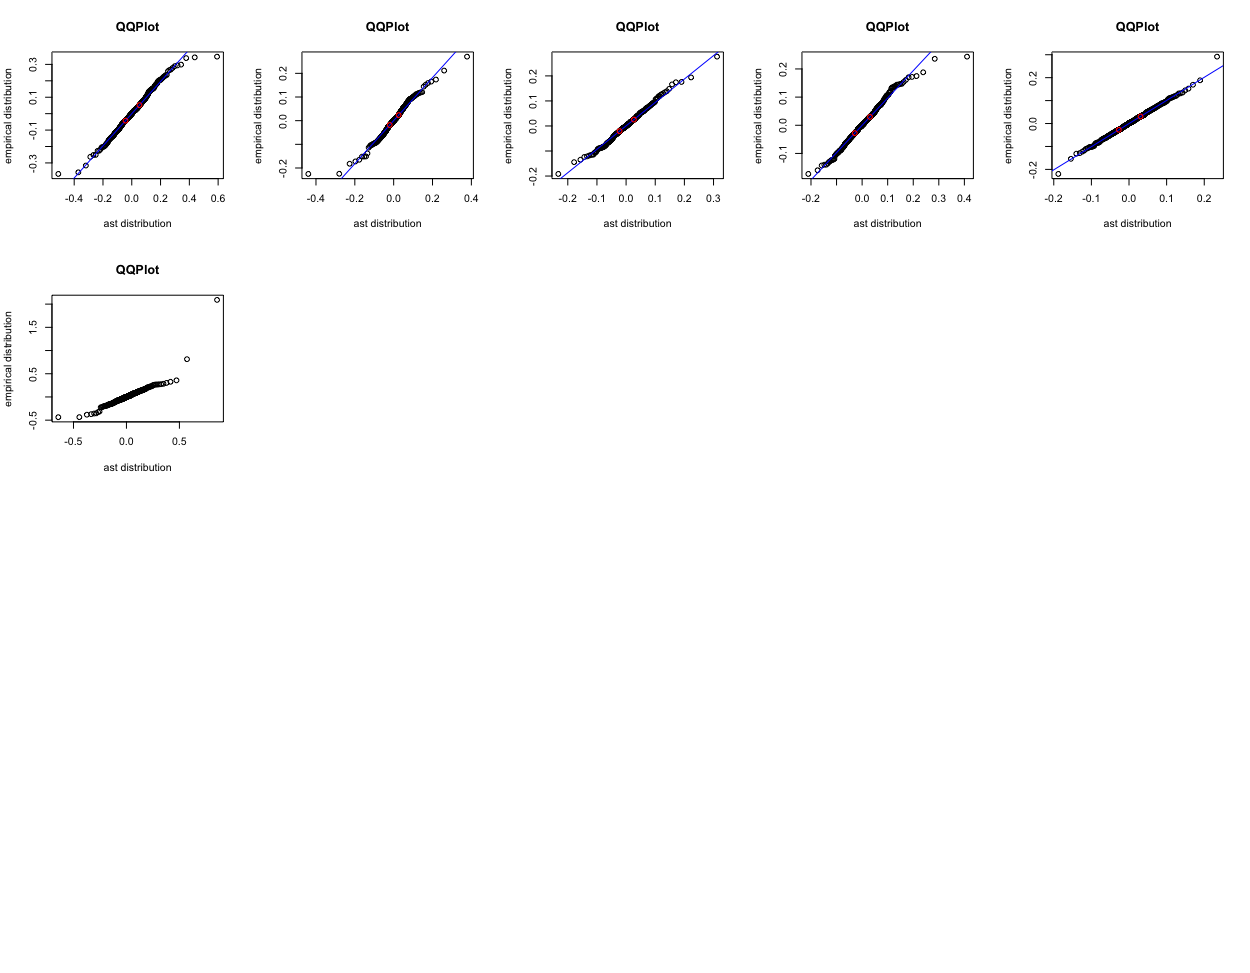 QQPlot QQPlot QQPlot QQPlot QQPlot
empirical distribution
-0.3 -0.1 0.1 0.3
-0.4 -0.2 0.0 0.2 0.4 0.6
ast distribution
empirical distribution
-0.2 0.0 0.1 0.2
-0.4 -0.2 0.0 0.2 0.4
ast distribution
empirical distribution
-0.2 0.0 0.1 0.2
-0.2 -0.1 0.0 0.1 0.2 0.3
ast distribution
empirical distribution
-0.1 0.0 0.1 0.2
-0.2 0.0 0.1 0.2 0.3 0.4
ast distribution
empirical distribution
-0.2 0.0 0.2
-0.2 -0.1 0.0 0.1 0.2
ast distribution
QQPlot
empirical distribution
-0.5 0.5 1.5
-0.5 0.0 0.5
ast distribution